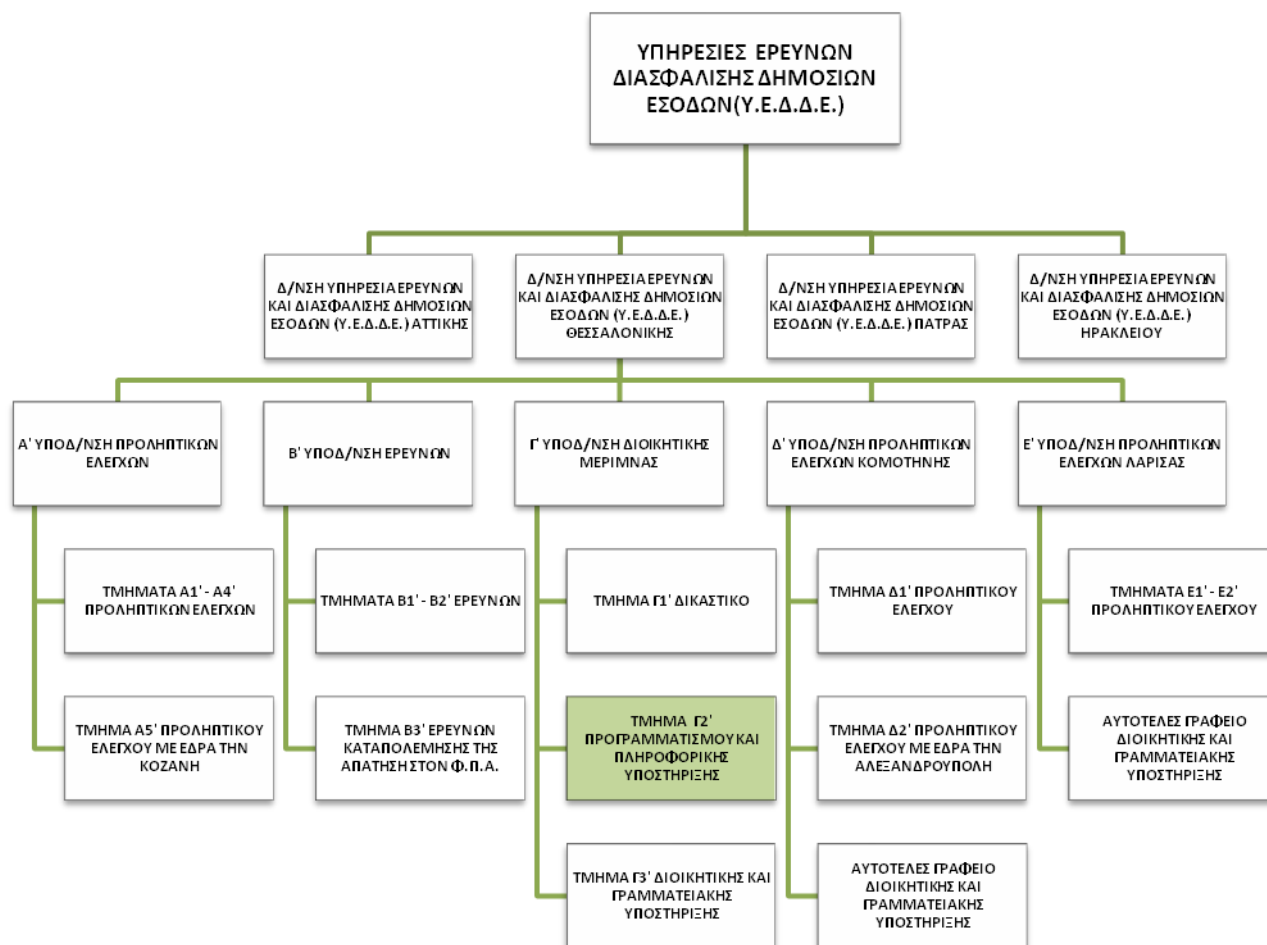 ΥΠΗΡΕΣΙΕΣ ΕΡΕΥΝΩΝ
ΔΙΑΣΦΑΛΙΣΗΣ ΔΗΜΟΣΙΩΝ
ΕΣΟΔΩΝ(Υ.Ε.Δ.Δ.Ε.)
Δ/ΝΣΗ ΥΠΗΡΕΣΙΑ ΕΡΕΥΝΩΝ
ΚΑΙ ΔΙΑΣΦΑΛΙΣΗΣ ΔΗΜΟΣΙΩΝ
ΕΣΟΔΩΝ (Υ.Ε.Δ.Δ.Ε.) ΑΤΤΙΚΗΣ
Δ/ΝΣΗ ΥΠΗΡΕΣΙΑ ΕΡΕΥΝΩΝ
ΚΑΙ ΔΙΑΣΦΑΛΙΣΗΣ ΔΗΜΟΣΙΩΝ
ΕΣΟΔΩΝ (Υ.Ε.Δ.Δ.Ε.)
ΘΕΣΣΑΛΟΝΙΚΗΣ
Δ/ΝΣΗ ΥΠΗΡΕΣΙΑ ΕΡΕΥΝΩΝ
ΚΑΙ ΔΙΑΣΦΑΛΙΣΗΣ ΔΗΜΟΣΙΩΝ
ΕΣΟΔΩΝ (Υ.Ε.Δ.Δ.Ε.) ΠΑΤΡΑΣ
Δ/ΝΣΗ ΥΠΗΡΕΣΙΑ ΕΡΕΥΝΩΝ
ΚΑΙ ΔΙΑΣΦΑΛΙΣΗΣ ΔΗΜΟΣΙΩΝ
ΕΣΟΔΩΝ (Υ.Ε.Δ.Δ.Ε.)
ΗΡΑΚΛΕΙΟΥ
Α' ΥΠΟΔ/ΝΣΗ ΠΡΟΛΗΠΤΙΚΩΝ
ΕΛΕΓΧΩΝ
Β' ΥΠΟΔ/ΝΣΗ ΕΡΕΥΝΩΝ
Γ' ΥΠΟΔ/ΝΣΗ ΔΙΟΙΚΗΤΙΚΗΣ
ΜΕΡΙΜΝΑΣ
Δ' ΥΠΟΔ/ΝΣΗ ΠΡΟΛΗΠΤΙΚΩΝ
ΕΛΕΓΧΩΝ ΚΟΜΟΤΗΝΗΣ
Ε' ΥΠΟΔ/ΝΣΗ ΠΡΟΛΗΠΤΙΚΩΝ
ΕΛΕΓΧΩΝ ΛΑΡΙΣΑΣ
ΤΜΗΜΑΤΑ Α1' - Α4'
ΠΡΟΛΗΠΤΙΚΩΝ ΕΛΕΓΧΩΝ
ΤΜΗΜΑΤΑ Β1' - Β2' ΕΡΕΥΝΩΝ
ΤΜΗΜΑ Γ1' ΔΙΚΑΣΤΙΚΟ
ΤΜΗΜΑ Δ1' ΠΡΟΛΗΠΤΙΚΟΥ
ΕΛΕΓΧΟΥ
ΤΜΗΜΑΤΑ Ε1' - Ε2'
ΠΡΟΛΗΠΤΙΚΟΥ ΕΛΕΓΧΟΥ
ΤΜΗΜΑ Α5' ΠΡΟΛΗΠΤΙΚΟΥ
ΕΛΕΓΧΟΥ ΜΕ ΕΔΡΑ ΤΗΝ
ΚΟΖΑΝΗ
ΤΜΗΜΑ Β3' ΕΡΕΥΝΩΝ
ΚΑΤΑΠΟΛΕΜΗΣΗΣ ΤΗΣ
ΑΠΑΤΗΣ ΣΤΟΝ Φ.Π.Α.
ΤΜΗΜΑ Γ2'
ΠΡΟΓΡΑΜΜΑΤΙΣΜΟΥ ΚΑΙ
ΠΛΗΡΟΦΟΡΙΚΗΣ
ΥΠΟΣΤΗΡΙΞΗΣ
ΤΜΗΜΑ Δ2' ΠΡΟΛΗΠΤΙΚΟΥ
ΕΛΕΓΧΟΥ ΜΕ ΕΔΡΑ ΤΗΝ
ΑΛΕΞΑΝΔΡΟΥΠΟΛΗ
ΑΥΤΟΤΕΛΕΣ ΓΡΑΦΕΙΟ
ΔΙΟΙΚΗΤΙΚΗΣ ΚΑΙ
ΓΡΑΜΜΑΤΕΙΑΚΗΣ
ΥΠΟΣΤΗΡΙΞΗΣ
ΤΜΗΜΑ Γ3' ΔΙΟΙΚΗΤΙΚΗΣ ΚΑΙ
ΓΡΑΜΜΑΤΕΙΑΚΗΣ
ΥΠΟΣΤΗΡΙΞΗΣ
ΑΥΤΟΤΕΛΕΣ ΓΡΑΦΕΙΟ
ΔΙΟΙΚΗΤΙΚΗΣ ΚΑΙ
ΓΡΑΜΜΑΤΕΙΑΚΗΣ
ΥΠΟΣΤΗΡΙΞΗΣ